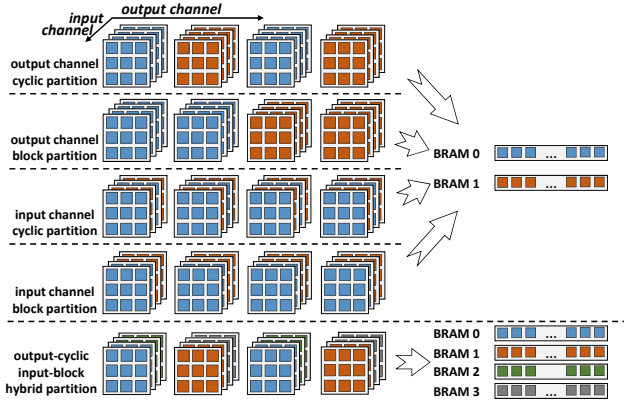 output channel
input
channel
output channel
cyclic partition
output channel
block partition
BRAM 0
...
BRAM 1
...
input channel
cyclic partition
input channel
block partition
output-cyclic
input-block
hybrid partition
BRAM 0
...
BRAM 1
...
BRAM 2
...
BRAM 3
...